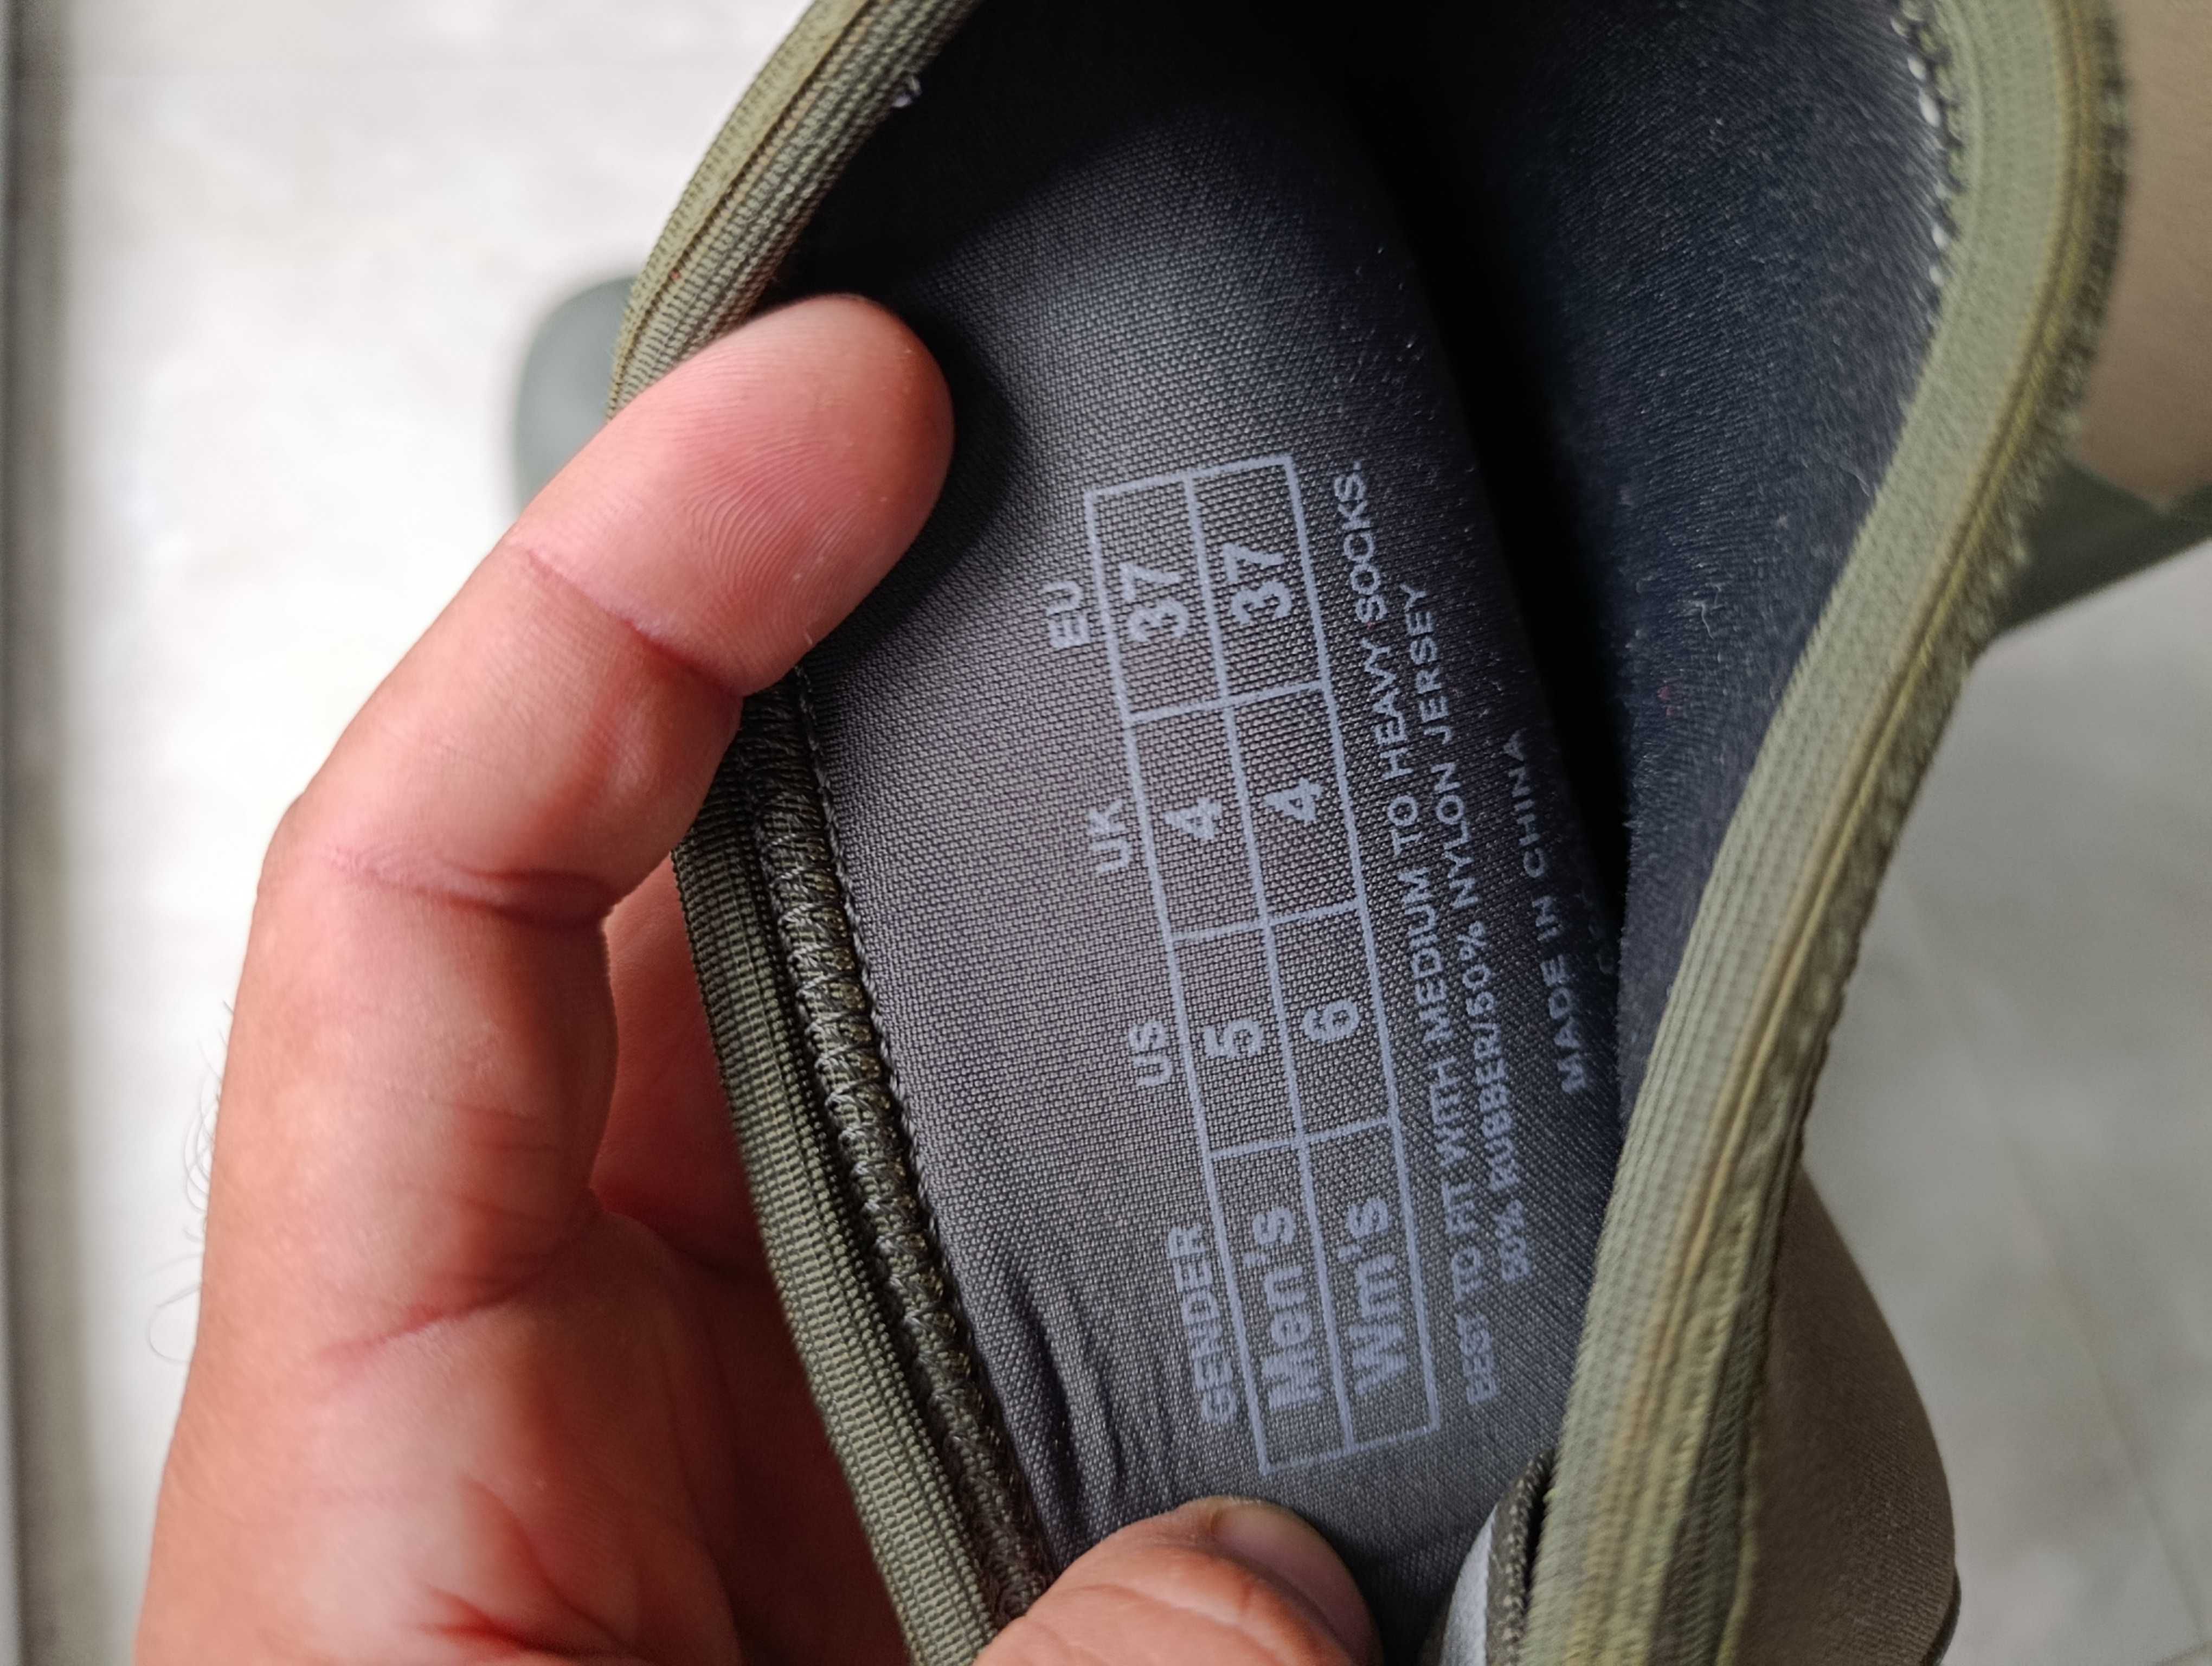 GENDER US UK EU
Men's 5 4 37
Wm's 6 4 37
BEST TO FIT WITH MEDIUM TO HEAVY SOCKS.
50% RUBBER/50% NYLON JERSEY
MADE IN CHINA